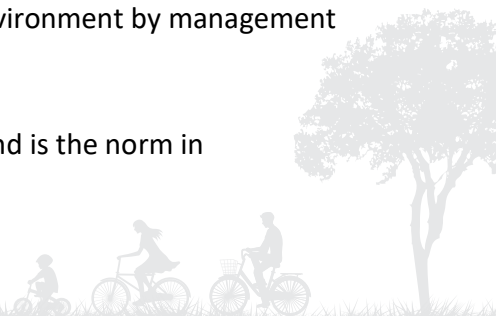 vironment by management
nd is the norm in